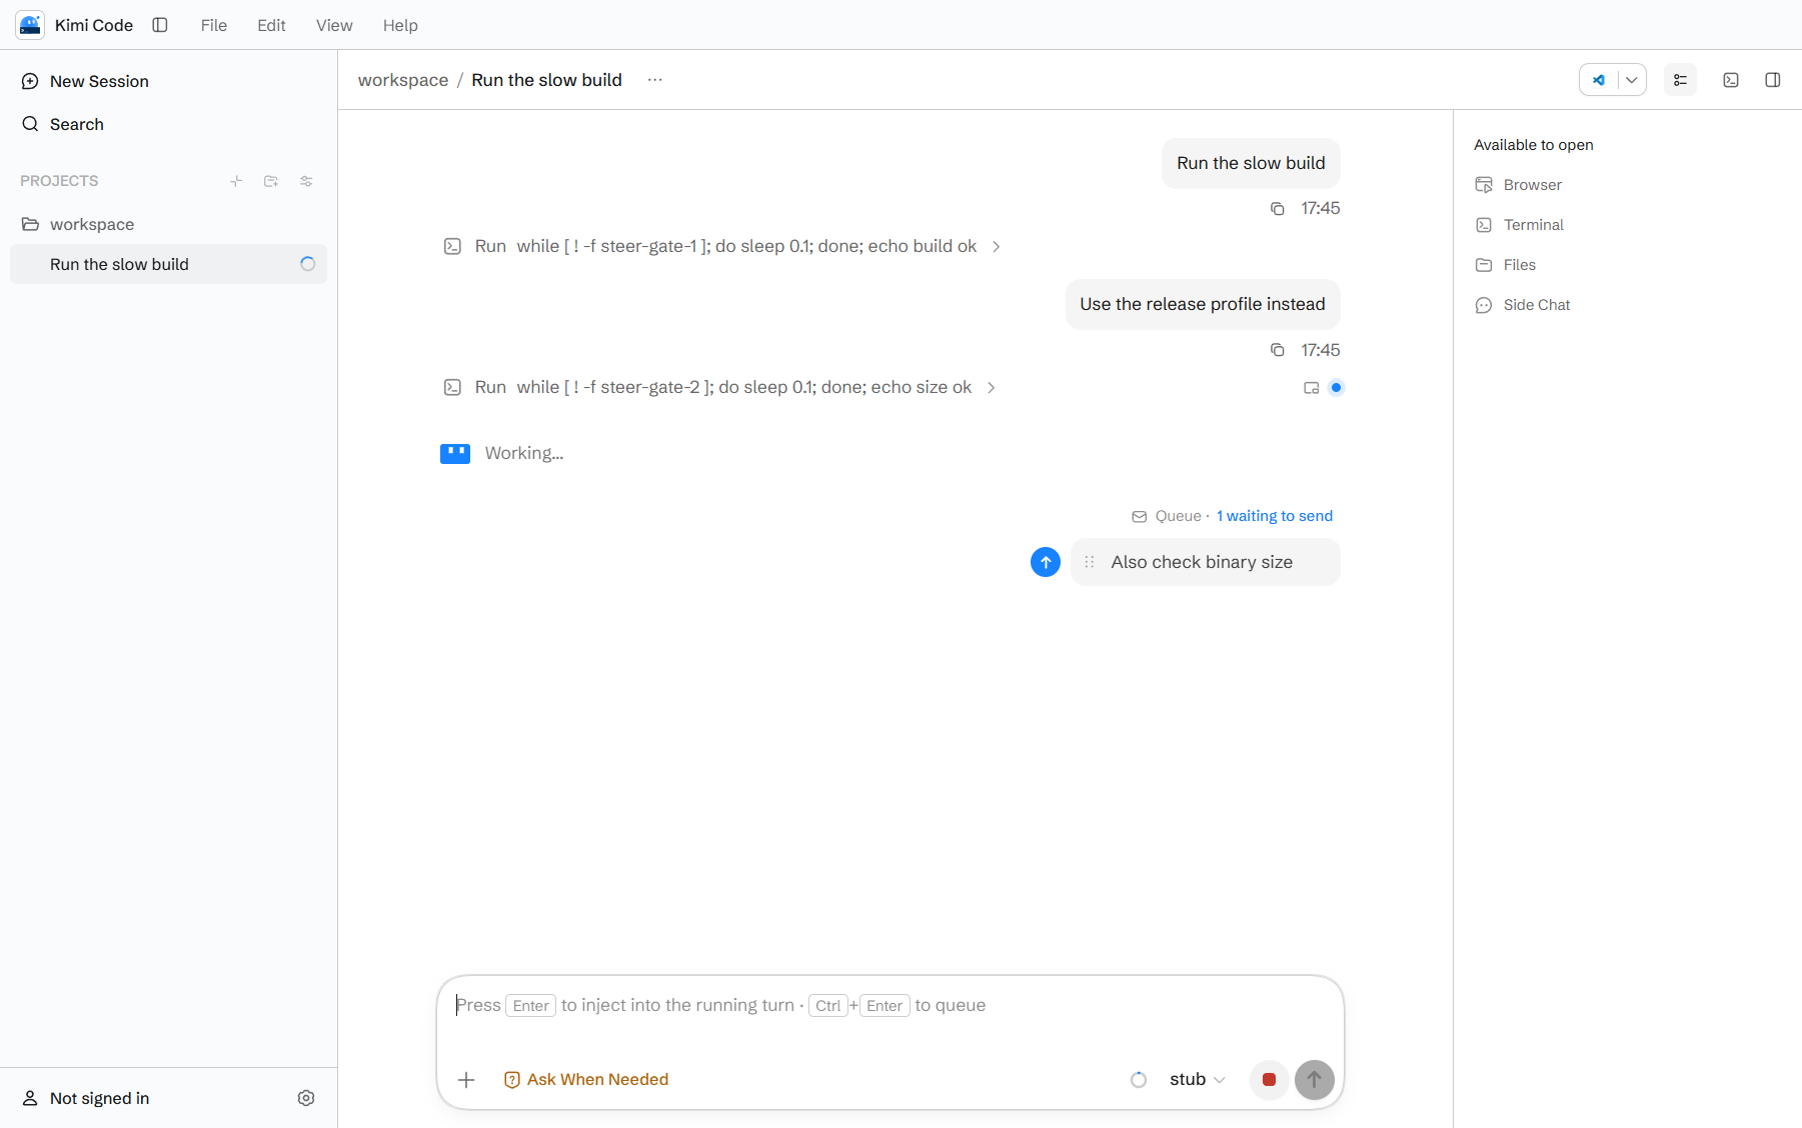 Kimi Code File Edit View Help
New Session
Search
PROJECTS
workspace
Run the slow build
Not signed in
workspace / Run the slow build ···
Run the slow build
17:45
Run while [ ! -f steer-gate-1 ]; do sleep 0.1; done; echo build ok
Use the release profile instead
17:45
Run while [ ! -f steer-gate-2 ]; do sleep 0.1; done; echo size ok
Working...
Queue · 1 waiting to send
Also check binary size
Press Enter to inject into the running turn · Ctrl+Enter to queue
Ask When Needed
stub
Available to open
Browser
Terminal
Files
Side Chat